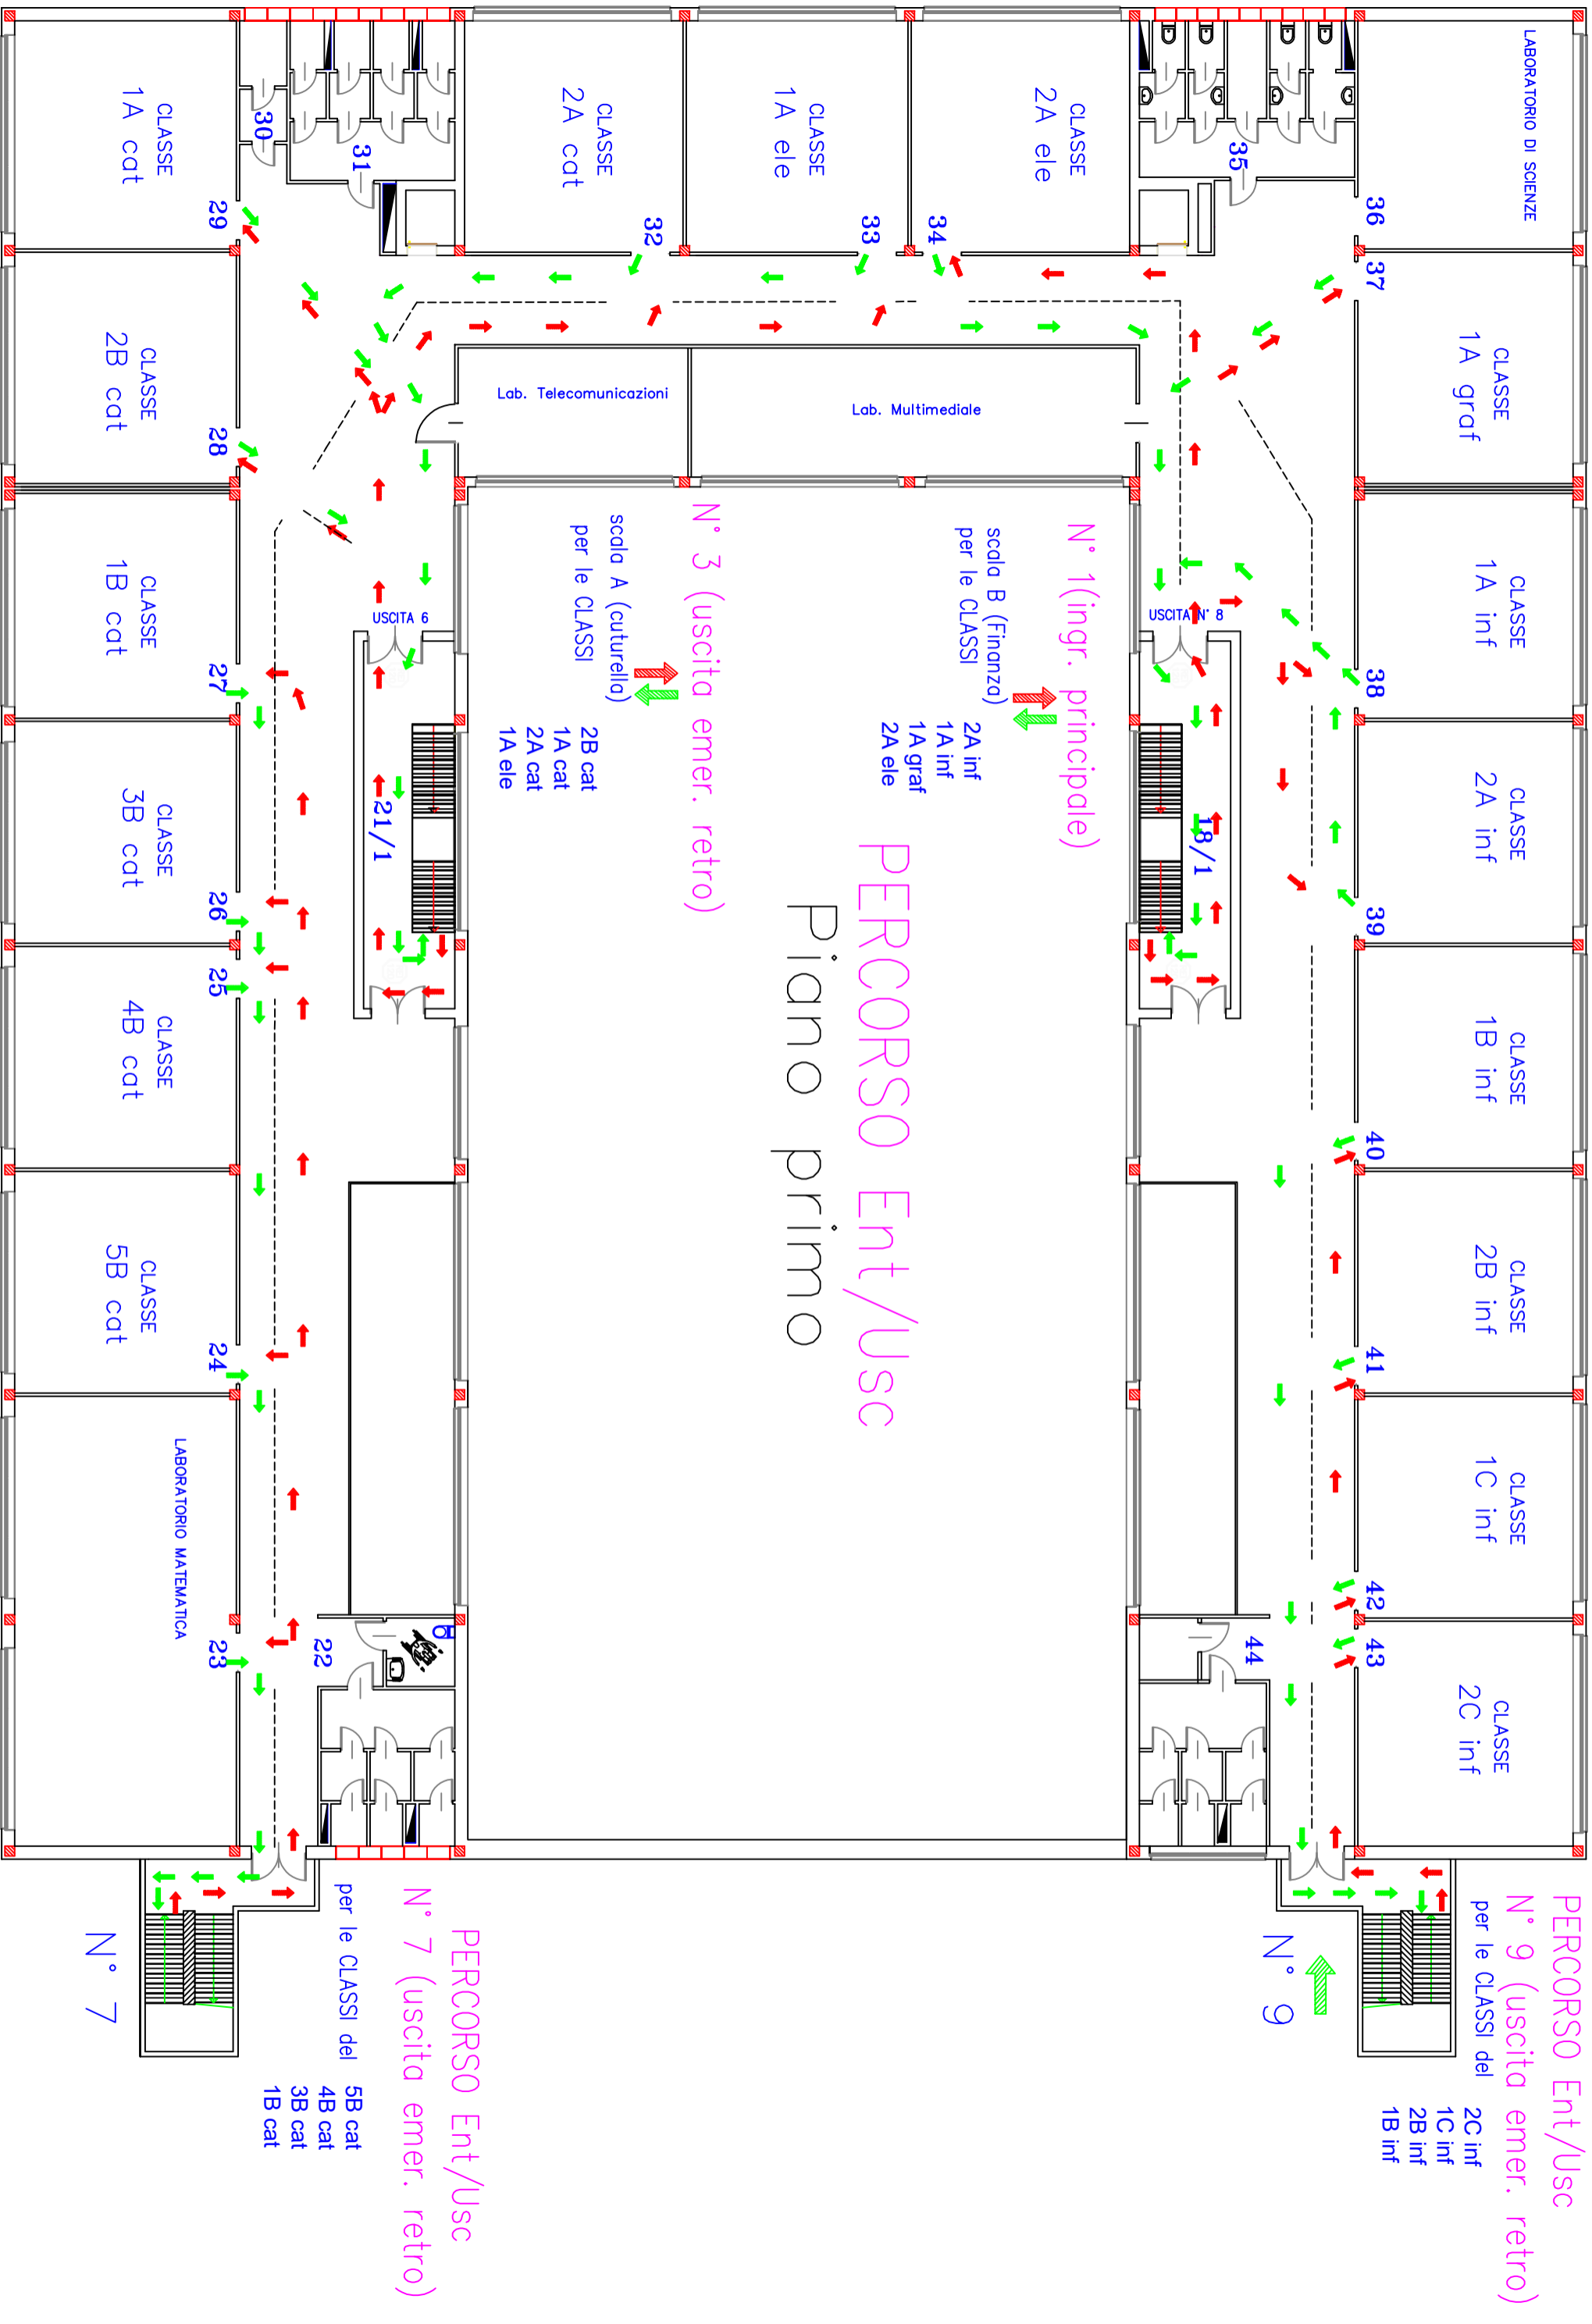 LABORATORIO DI SCIENZE
CLASSE
1A graf
CLASSE
1A inf
CLASSE
2A inf
CLASSE
1B inf
CLASSE
2B inf
CLASSE
1C inf
CLASSE
2C inf
PERCORSO Ent/Usc
N° 9 (uscita emer. retro)
per le CLASSI del
2C inf
1C inf
2B inf
1B inf
N° 9
36
37
38
39
40
41
42
43
35
44
USCITA N° 8
18/1
CLASSE
2A ele
34
CLASSE
1A ele
33
CLASSE
2A cat
32
Lab. Multimediale
Lab. Telecomunicazioni
N° 1(ingr. principale)
scala B (Finanza)
per le CLASSI
2A inf
1A inf
1A graf
2A ele
PERCORSO Ent/Usc
Piano primo
N° 3 (uscita emer. retro)
scala A (cuturella)
per le CLASSI
2B cat
1A cat
2A cat
1A ele
USCITA 6
21/1
31
30
22
29
28
27
26
25
24
23
CLASSE
1A cat
CLASSE
2B cat
CLASSE
1B cat
CLASSE
3B cat
CLASSE
4B cat
CLASSE
5B cat
LABORATORIO MATEMATICA
PERCORSO Ent/Usc
N° 7 (uscita emer. retro)
per le CLASSI del
5B cat
4B cat
3B cat
1B cat
N° 7